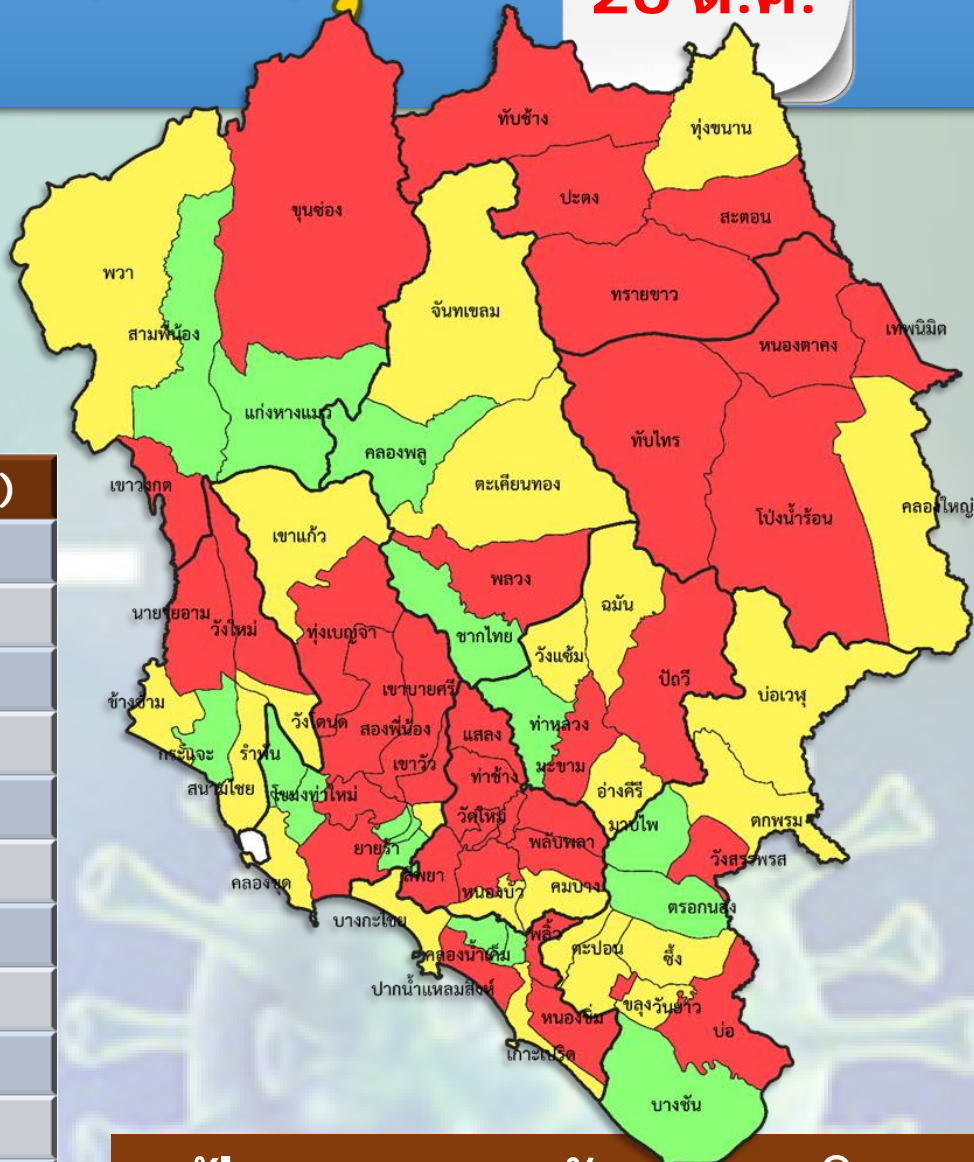 20 ต.ค.
ทับช้าง
ทุ่งขนาน
ปะตง
ขุนซ่อง
สะตอน
พวา
ทรายขาว
จันทเขลม
เทพนิมิต
สามพี่น้อง
หนองตาคง
แก่งหางแมว
ทับไทร
คลองพลู
)
ตะเคียนทอง
เขาวงกต
คลองใหญ่
โป่งน้ำร้อน
เขาแก้ว
พลวง
ฉมัน
นายายอาม
วังใหม่
ทุ่งเบญจา
ชากไทย
วังแซ้ม
ปัถวี
เขาบายศรี
บ่อเวฬุ
ช้างข้าม
วังโตนด
สองพี่น้อง
ท่าหลวง
แสลง
กระแจะ
รำพัน
เขาวัว
มะขาม
ท่าช้าง
สนามไชย
โขมง
ท่าใหม่
อ่างคีรี
วัดใหม่
ตกพรม
มาบไพ
พลับพลา
ยายร้า
วังสรรพรส
สีพยา
คลองขุด
หนองบัว
คมบาง
ตรอกนอง
บางกะไชย
พลิ้ว
ตะปอน
คลองน้ำเค็ม
ซึ้ง
ปากน้ำแหลมสิงห์
ขลุง
วันยาว
หนองชิ่ม
บ่อ
เกาะเปริด
บางชัน